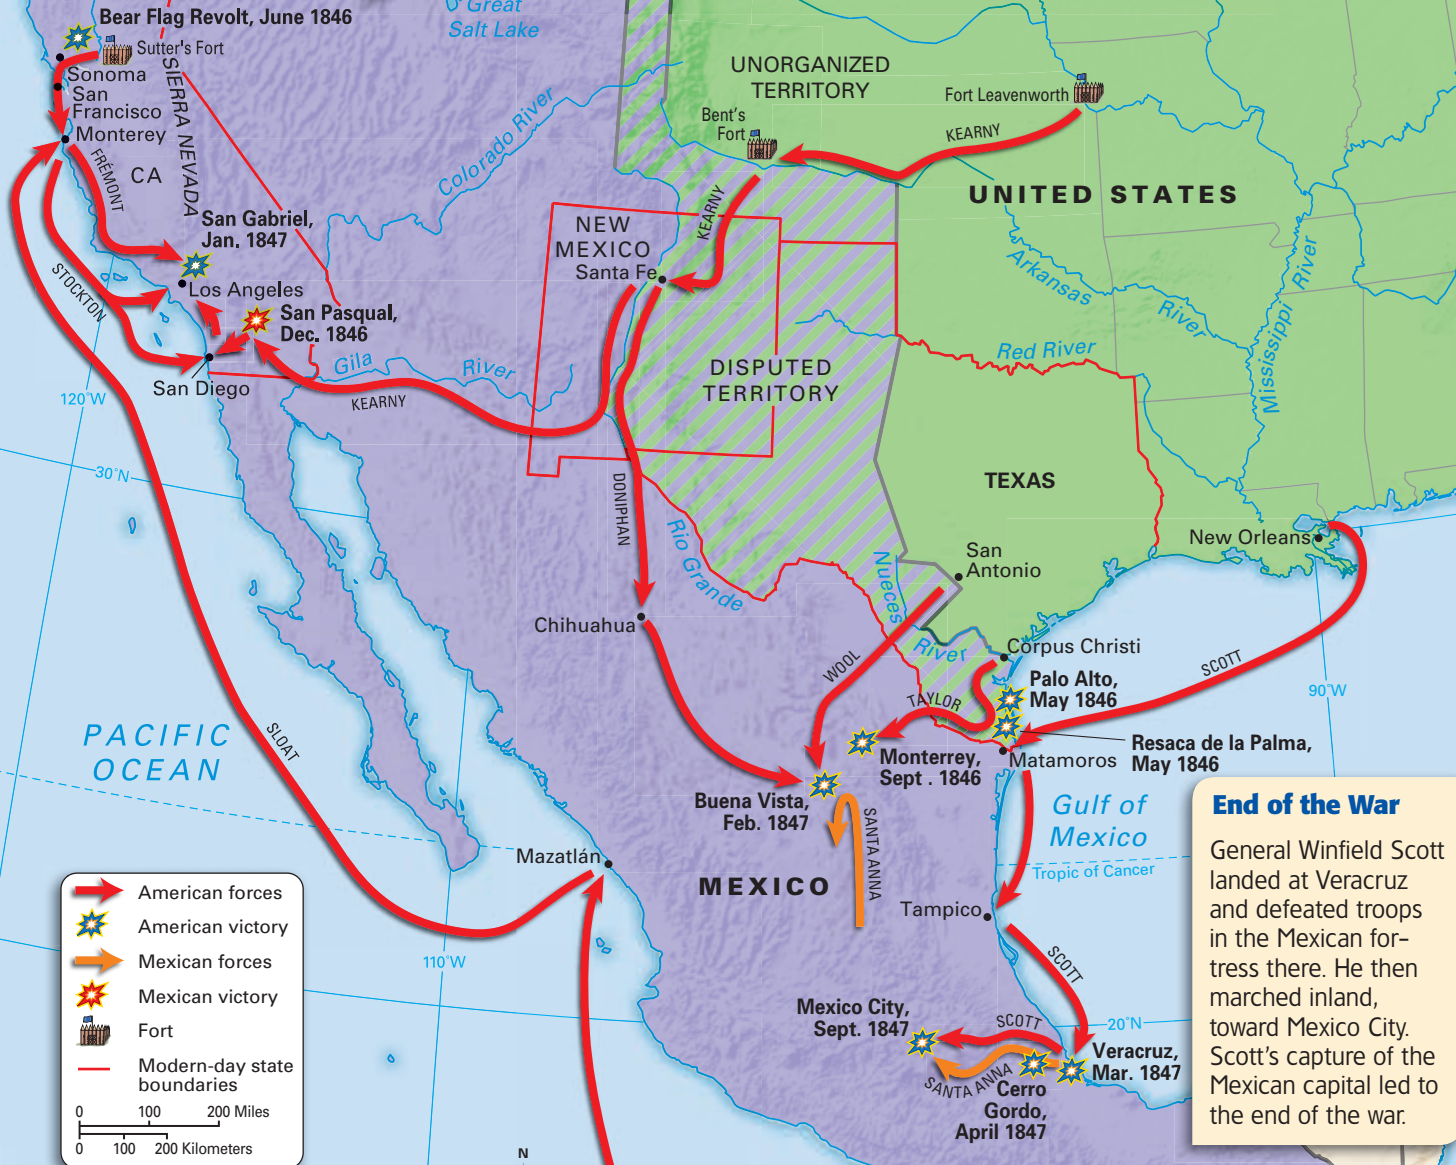 Bear Flag Revolt, June 1846
Great
Salt Lake
Sutter's Fort
Sonoma
San
Francisco
Monterey
SIERRA NEVADA
CA
FRÉMONT
Colorado River
UNORGANIZED
TERRITORY
Bent's
Fort
Fort Leavenworth
KEARNY
UNITED STATES
KEARNY
NEW
MEXICO
Santa Fe
San Gabriel,
Jan. 1847
Los Angeles
STOCKTON
San Pasqual,
Dec. 1846
San Diego
Gila
River
KEARNY
Arkansas
River
Mississippi
River
Red River
DISPUTED
TERRITORY
TEXAS
120°W
30°N
DONIPHAN
Rio Grande
Nueces
River
San
Antonio
New Orleans
Chihuahua
WOOL
TAYLOR
Corpus Christi
Palo Alto,
May 1846
SCOTT
90°W
Resaca de la Palma,
May 1846
Matamoros
Monterrey,
Sept . 1846
Buena Vista,
Feb. 1847
SANTA ANNA
PACIFIC
OCEAN
SLOAT
Mazatlán
MEXICO
Gulf of
Mexico
Tropic of Cancer
Tampico
SCOTT
110°W
Mexico City,
Sept. 1847
SCOTT
20°N
Veracruz,
Mar. 1847
SANTA ANNA
Cerro
Gordo,
April 1847
End of the War
General Winfield Scott
landed at Veracruz
and defeated troops
in the Mexican for-
tress there. He then
marched inland,
toward Mexico City.
Scott's capture of the
Mexican capital led to
the end of the war.
American forces
American victory
Mexican forces
Mexican victory
Fort
Modern-day state
boundaries
0 100 200 Miles
0 100 200 Kilometers
N